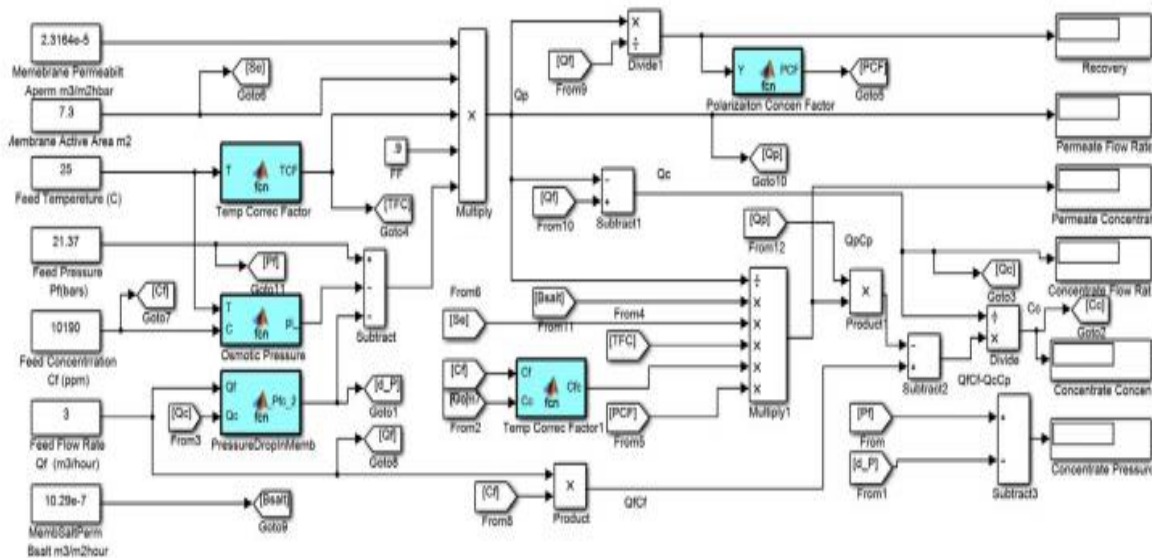 2.3164e-5
Memebrane Permeabilt
Aperm m3/m2hbar
7.3
Membrane Active Area m2
25
Feed Tempereture (C)
21.37
Feed Pressure
Pf(bars)
10190
Feed Concentrration
Cf (ppm)
3
Feed Flow Rate
Qf (m3/hour)
10.29e-7
MembSaltPerm
Bsalt m3/m2hour
[Se]
Goto6
T
TCF
fcn
Temp Correc Factor
[TFC]
Goto4
.9
FF
[Pf]
Goto11
[Cf]
Goto7
T
C
fcn
Osmotic Pressure
Subtract
Qf
Qc
fcn
PressureDropInMemb
[Qc]
From3
[d_P]
Goto1
[Qf]
Goto8
[Bsalt]
Goto9
Multiply
Qp
[Qf]
From9
Divide1
Y
PCF
fcn
Polarizaiton Concen Factor
[PCF]
Goto5
[Qp]
Goto10
[Qf]
From10
Subtract1
Qc
[Qp]
From12
QpCp
From6
[Se]
[Bsalt]
From11
From4
[TFC]
[Cf]
From2
Cf
Cc
Cfc
fcn
Temp Correc Factor1
[PCF]
From5
Multiply1
Product1
[Qc]
Goto3
[Cc]
Goto2
Divide
Subtract2
QfCf-QcCp
[Cf]
From8
Product
QfCf
[Pf]
From
[d_P]
From1
Subtract3
Recovery
Permeate Flow Rate
Permeate Concentrat
Concentrate Flow Rat
Concentrate Concen
Concentrate Pressure